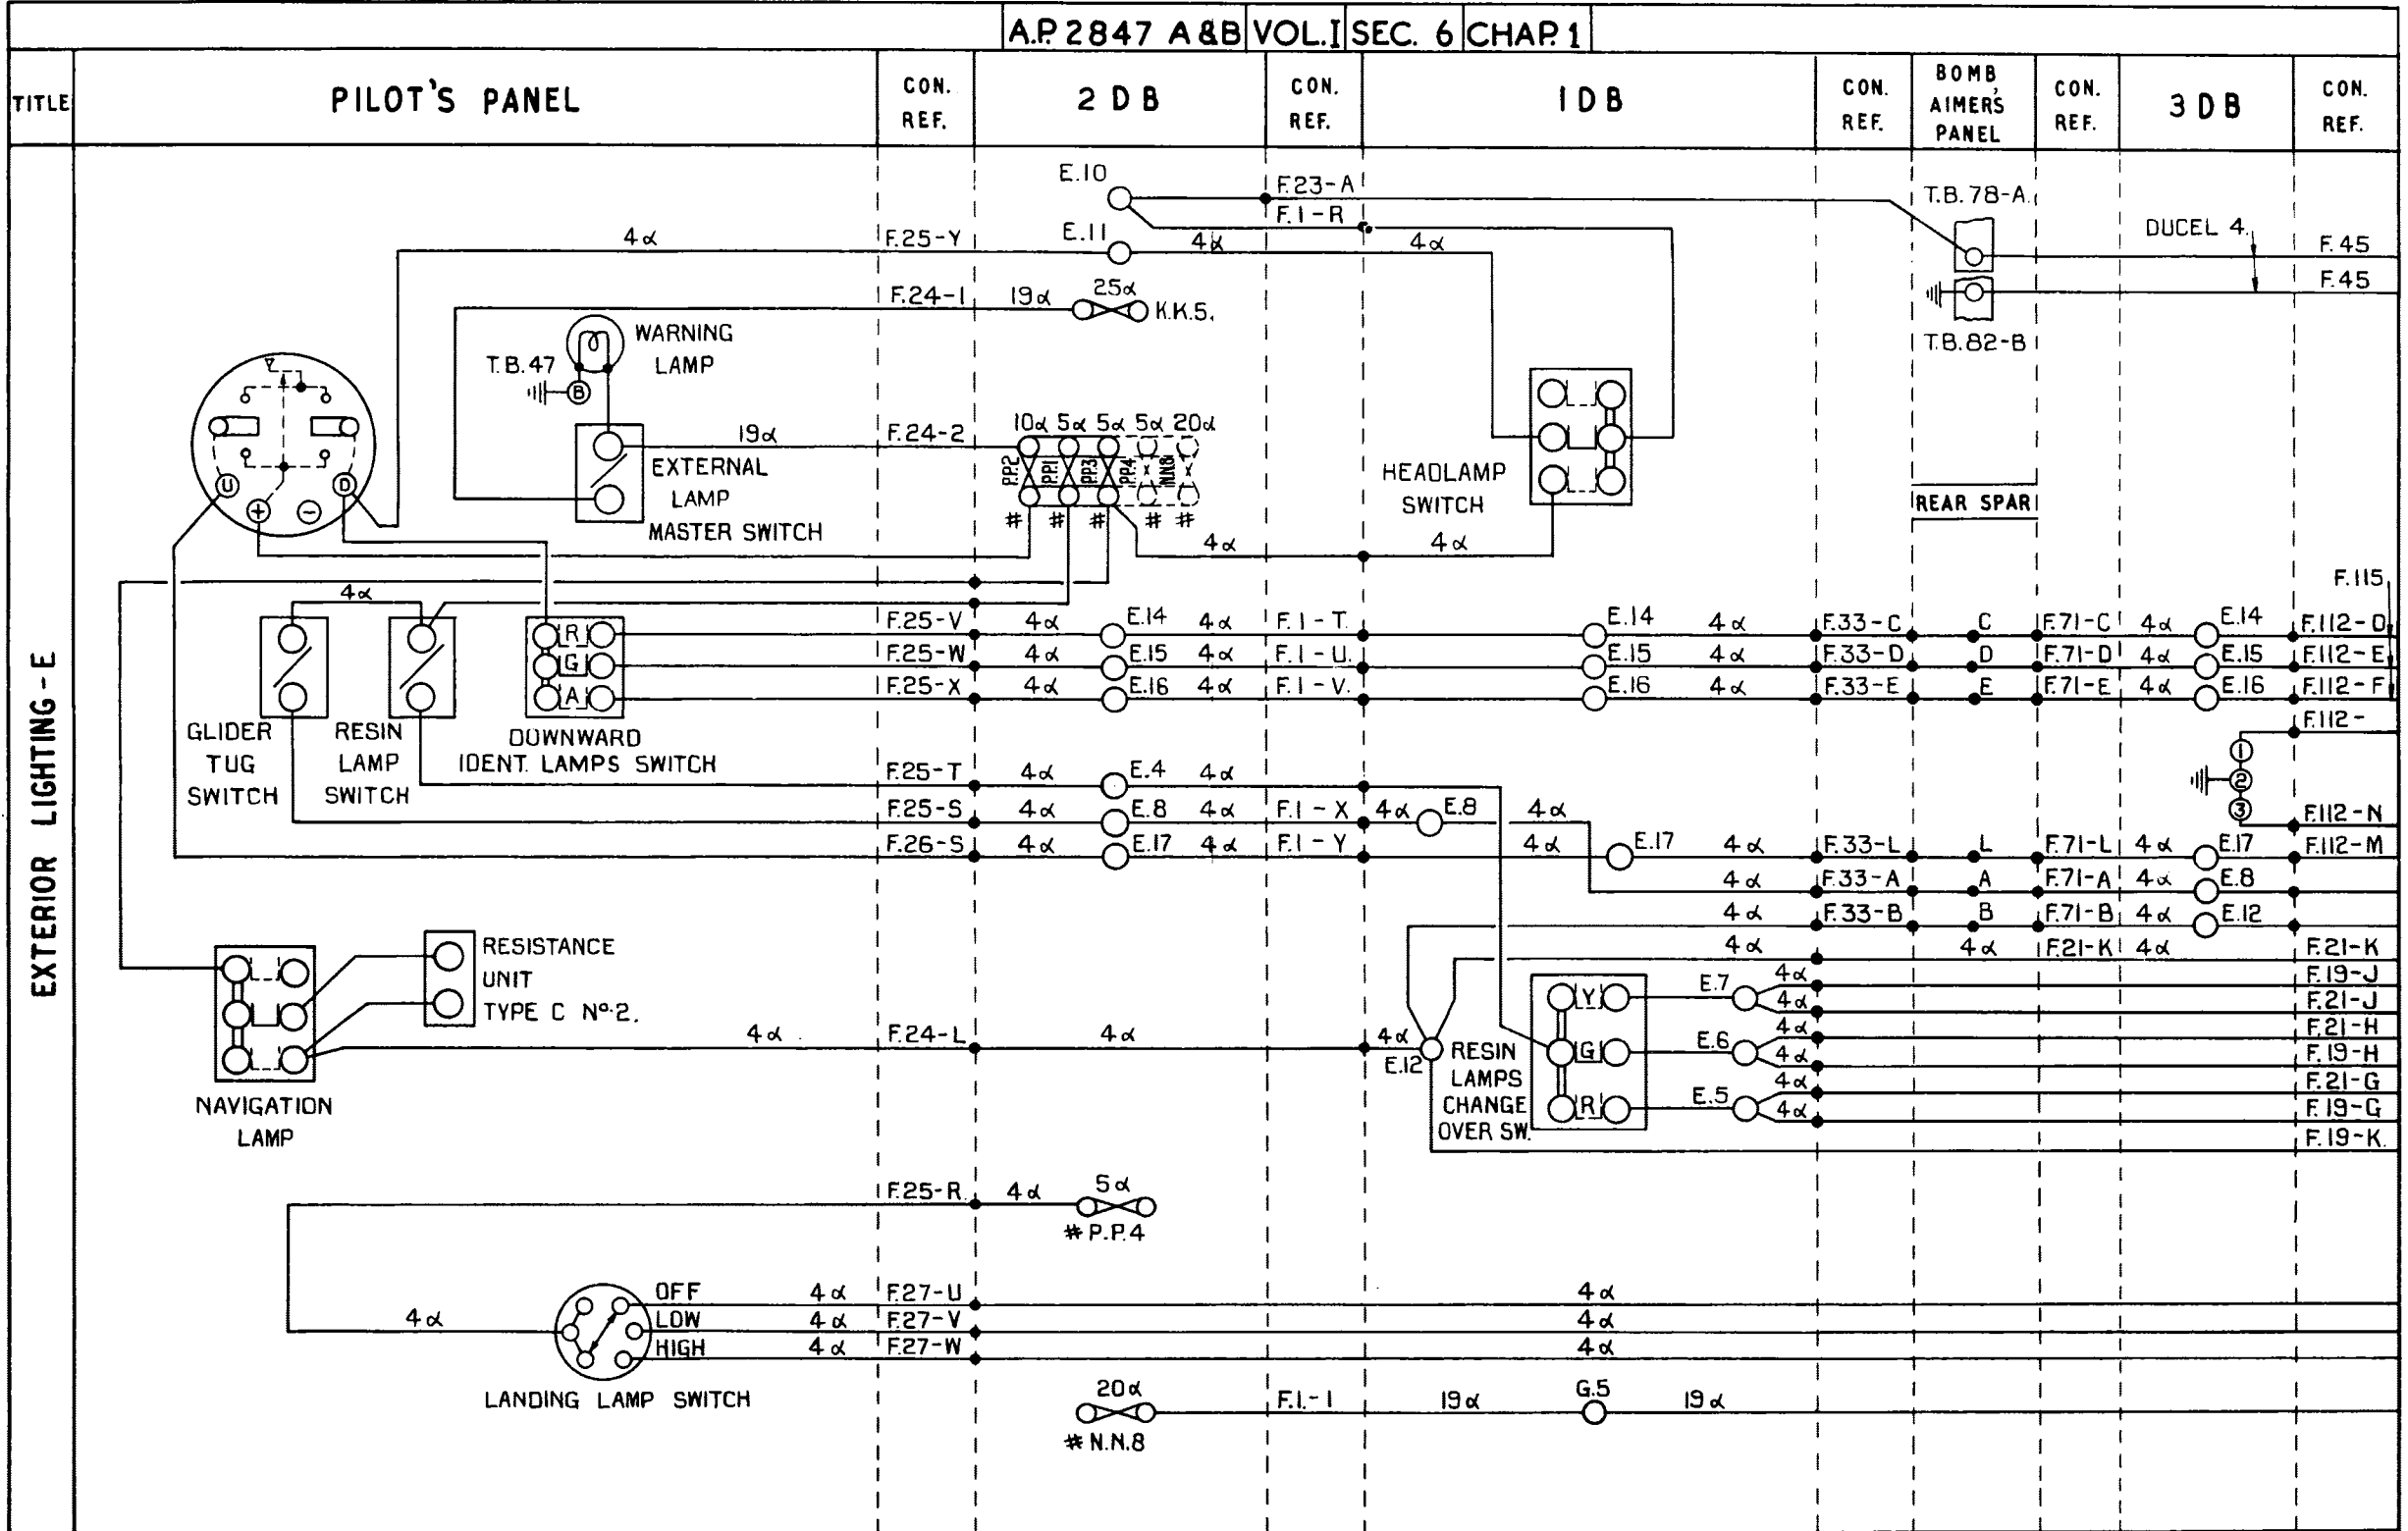 A.P. 2847 A & B VOL. I SEC. 6 CHAP. 1
TITLE
PILOT'S PANEL
CON. REF.
2 D B
CON. REF.
1 D B
CON. REF.
BOMB AIMER'S PANEL
CON. REF.
3 D B
CON. REF.
EXTERIOR LIGHTING - E
E.10
F.23-A
T.B.78-A.
F.1-R
4α F.25-Y E.11 4α 4α
DUCEL 4.
F.45
F.45
T.B.82-B
F.24-1 19α 25α K.K.5.
WARNING LAMP
T.B.47
B
U D + −
19α F.24-2
10α 5α 5α 5α 20α
P.P.2 P.P.1 P.P.3 P.P.4 N.N.8
# # # # #
EXTERNAL LAMP MASTER SWITCH
HEADLAMP SWITCH
REAR SPAR
4α 4α
F.115
4α
R
G
A
F.25-V 4α E.14 4α F.1-T. E.14 4α F.33-C C F.71-C 4α E.14 F.112-D
F.25-W 4α E.15 4α F.1-U. E.15 4α F.33-D D F.71-D 4α E.15 F.112-E
F.25-X 4α E.16 4α F.1-V. E.16 4α F.33-E E F.71-E 4α E.16 F.112-F
F.112-
GLIDER TUG SWITCH
RESIN LAMP SWITCH
DOWNWARD IDENT. LAMPS SWITCH
1
2
3
F.25-T 4α E.4 4α
F.25-S 4α E.8 4α F.1-X 4α E.8 4α F.112-N
F.26-S 4α E.17 4α F.1-Y 4α E.17 4α F.33-L L F.71-L 4α E.17 F.112-M
4α F.33-A A F.71-A 4α E.8
4α F.33-B B F.71-B 4α E.12
4α 4α F.21-K 4α F.21-K
RESISTANCE UNIT TYPE C Nº.2.
NAVIGATION LAMP
4α F.24-L 4α 4α E.12
RESIN LAMPS CHANGE OVER SW.
Y E.7 4α F.19-J
4α F.21-J
G E.6 4α F.21-H
4α F.19-H
R E.5 4α F.21-G
4α F.19-G
F.19-K.
F.25-R. 4α 5α
# P.P.4
4α
OFF 4α F.27-U 4α
LOW 4α F.27-V 4α
HIGH 4α F.27-W 4α
LANDING LAMP SWITCH
20α F.1.-1 19α G.5 19α
# N.N.8